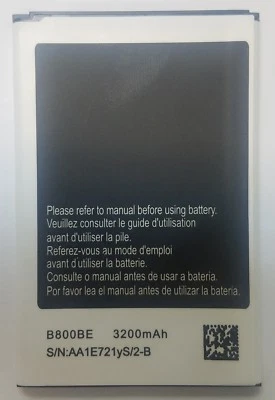 Please refer to manual before using battery.
Veuillez consulter le guide d'utilisation
avant d'utiliser la pile.
Referez-vous au mode d'emploi
avant d'utiliser la batterie.
Consulte o manual antes de usar a bateria.
Por favor lea el manual antes de utilizar la batería.
B800BE 3200mAh
S/N:AA1E721yS/2-B